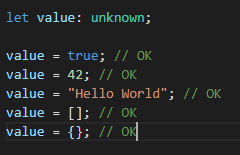 let value: unknown;
value = true; // OK
value = 42; // OK
value = "Hello World"; // OK
value = []; // OK
value = {}; // OK